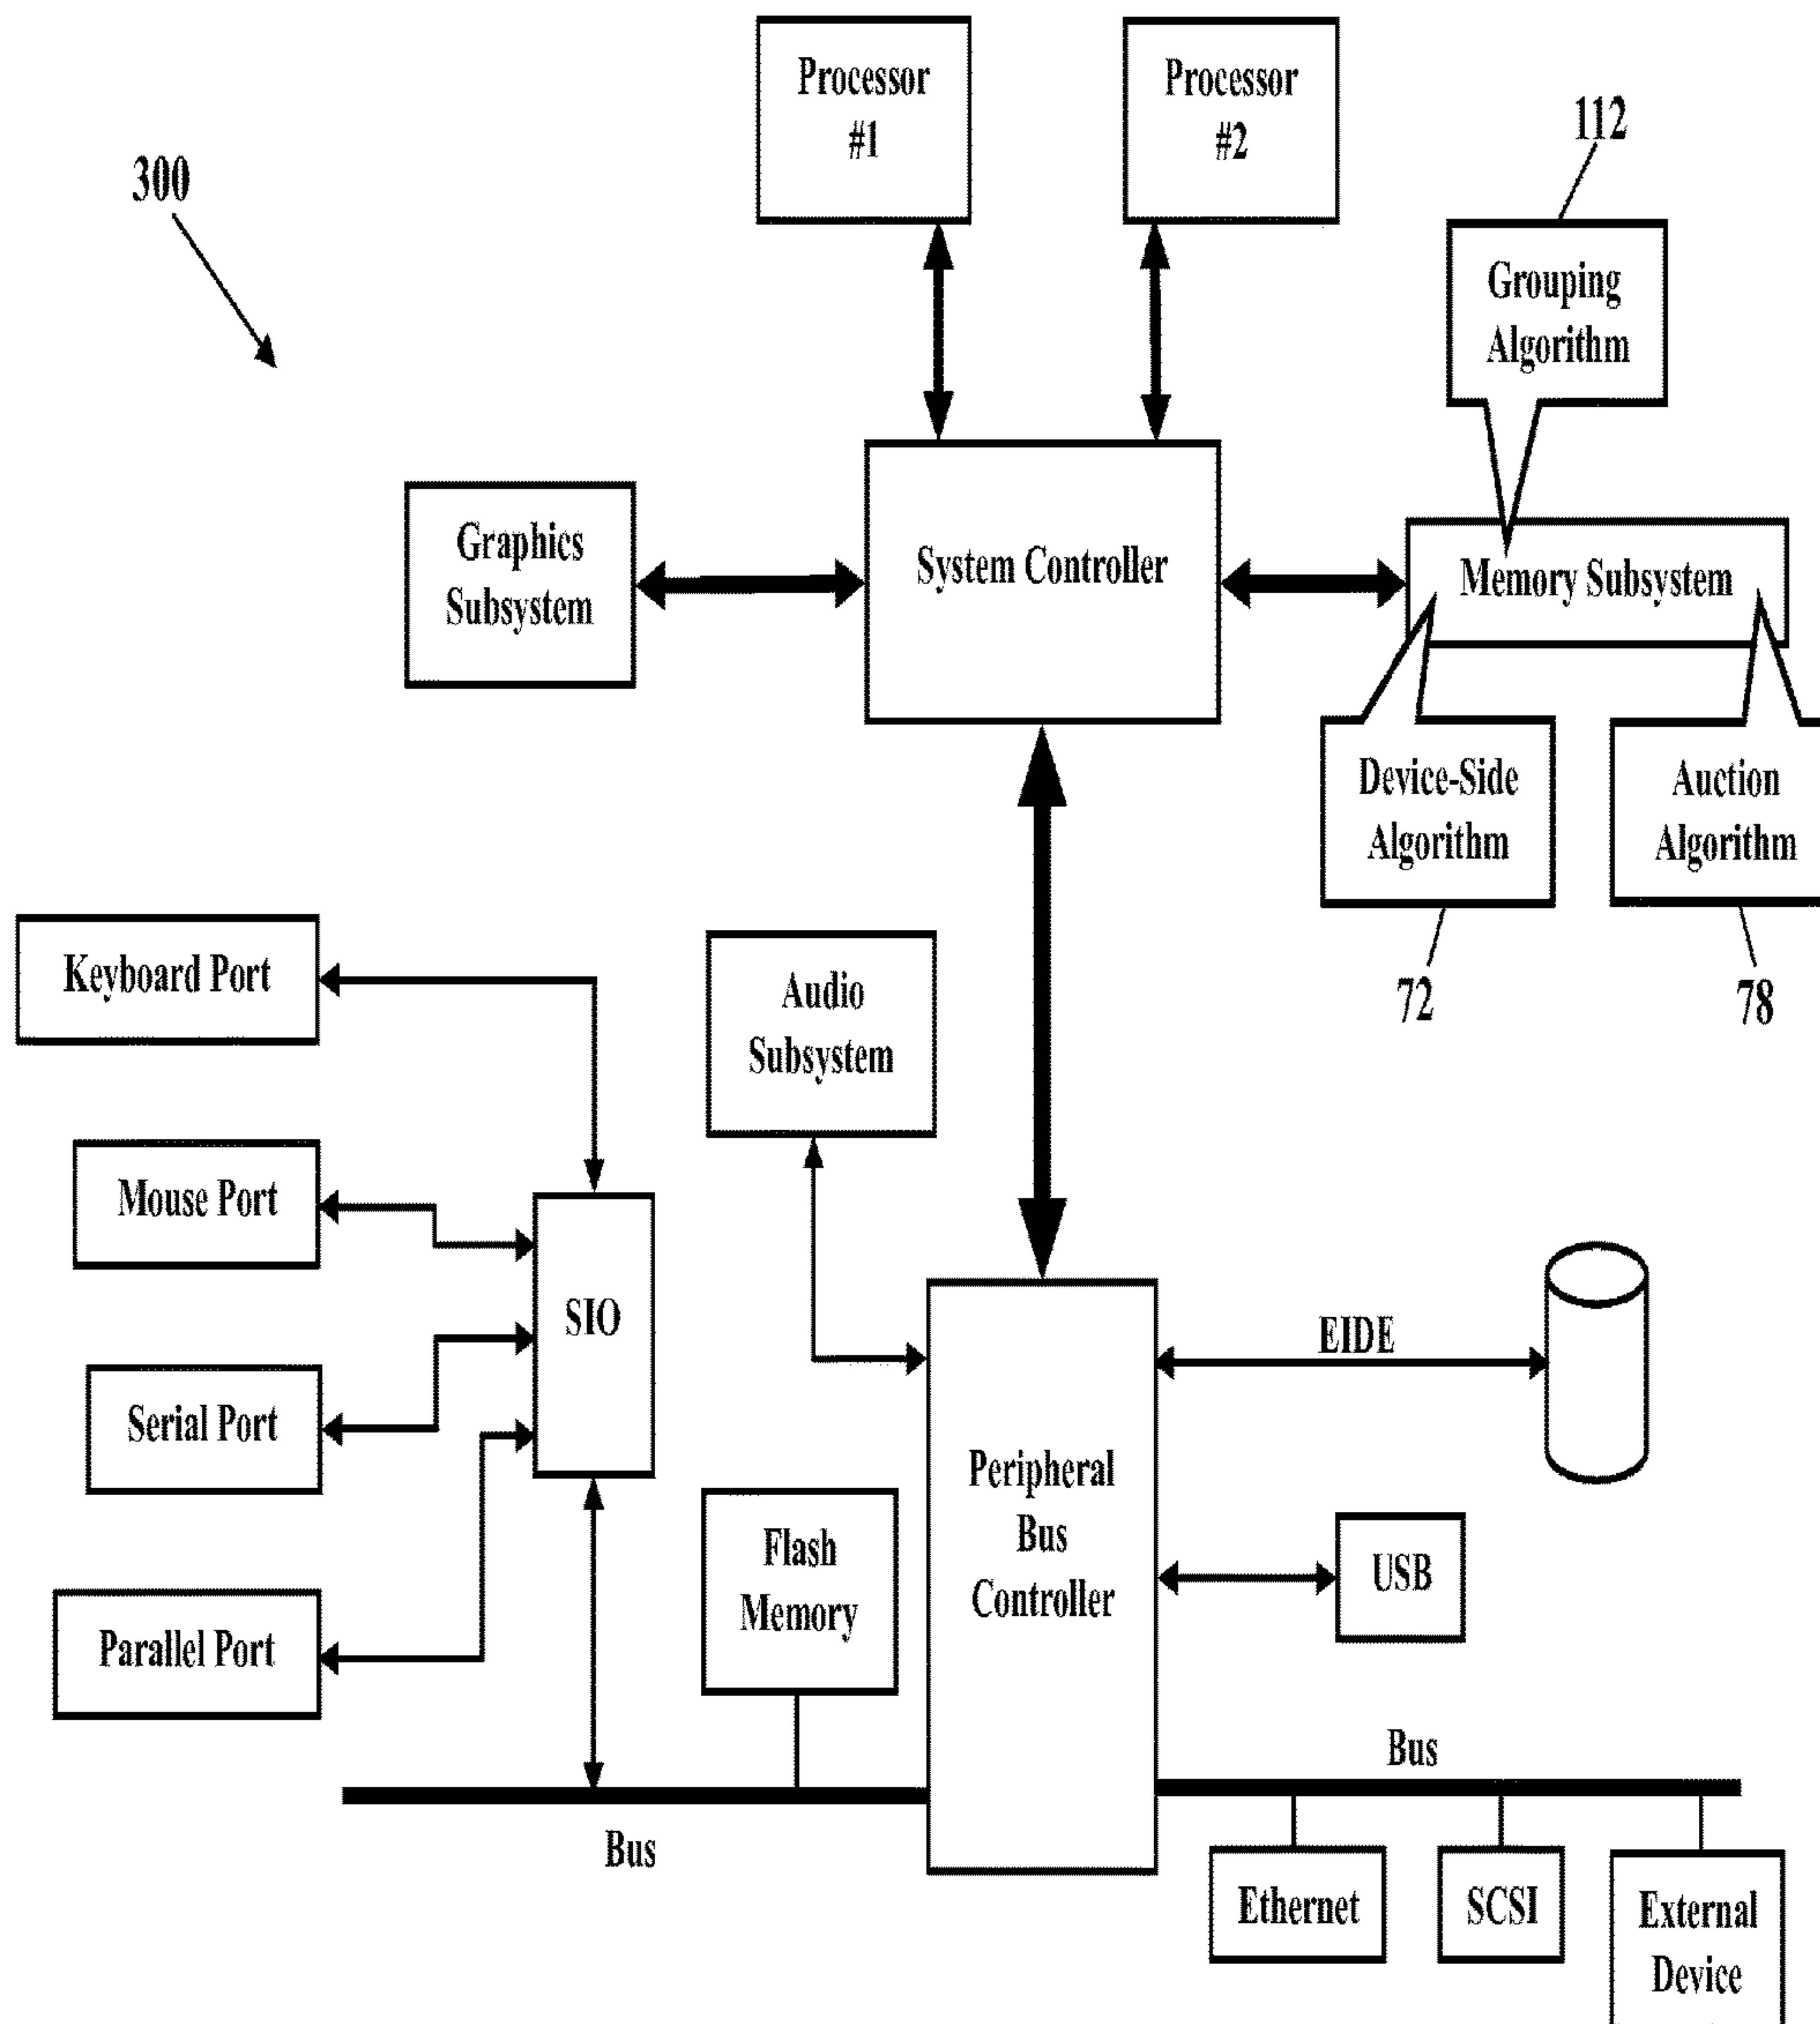 Processor
#1
Processor
#2
112
300
Grouping
Algorithm
Graphics
Subsystem
System Controller
Memory Subsystem
Device-Side
Algorithm
Auction
Algorithm
72
78
Keyboard Port
Audio
Subsystem
Mouse Port
SIO
EIDE
Serial Port
Peripheral
Bus
Controller
Flash
Memory
USB
Parallel Port
Bus
Bus
Ethernet
SCSI
External
Device